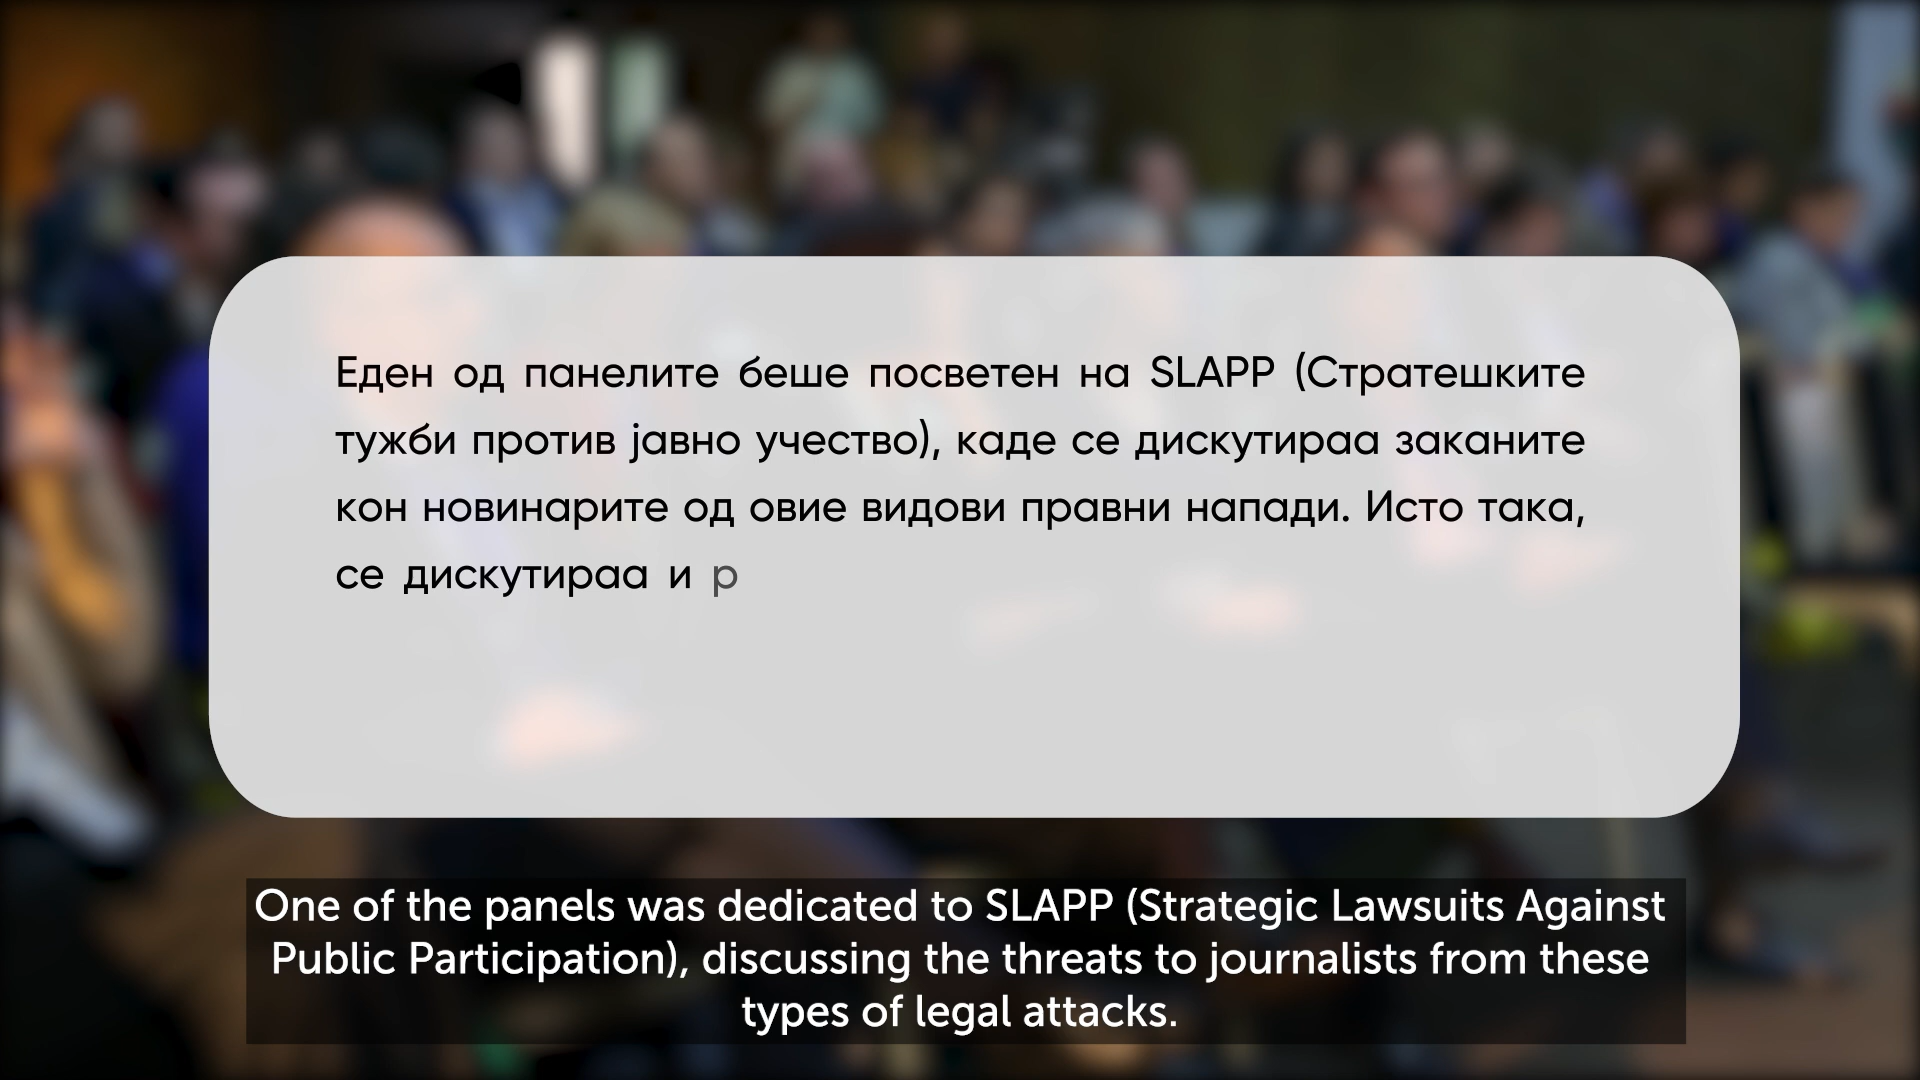 Еден од панелите беше посветен на SLAPP (Стратешките
тужби против јавно учество), каде се дискутираа заканите
кон новинарите од овие видови правни напади. Исто така,
се дискутираа и р
One of the panels was dedicated to SLAPP (Strategic Lawsuits Against
Public Participation), discussing the threats to journalists from these
types of legal attacks.